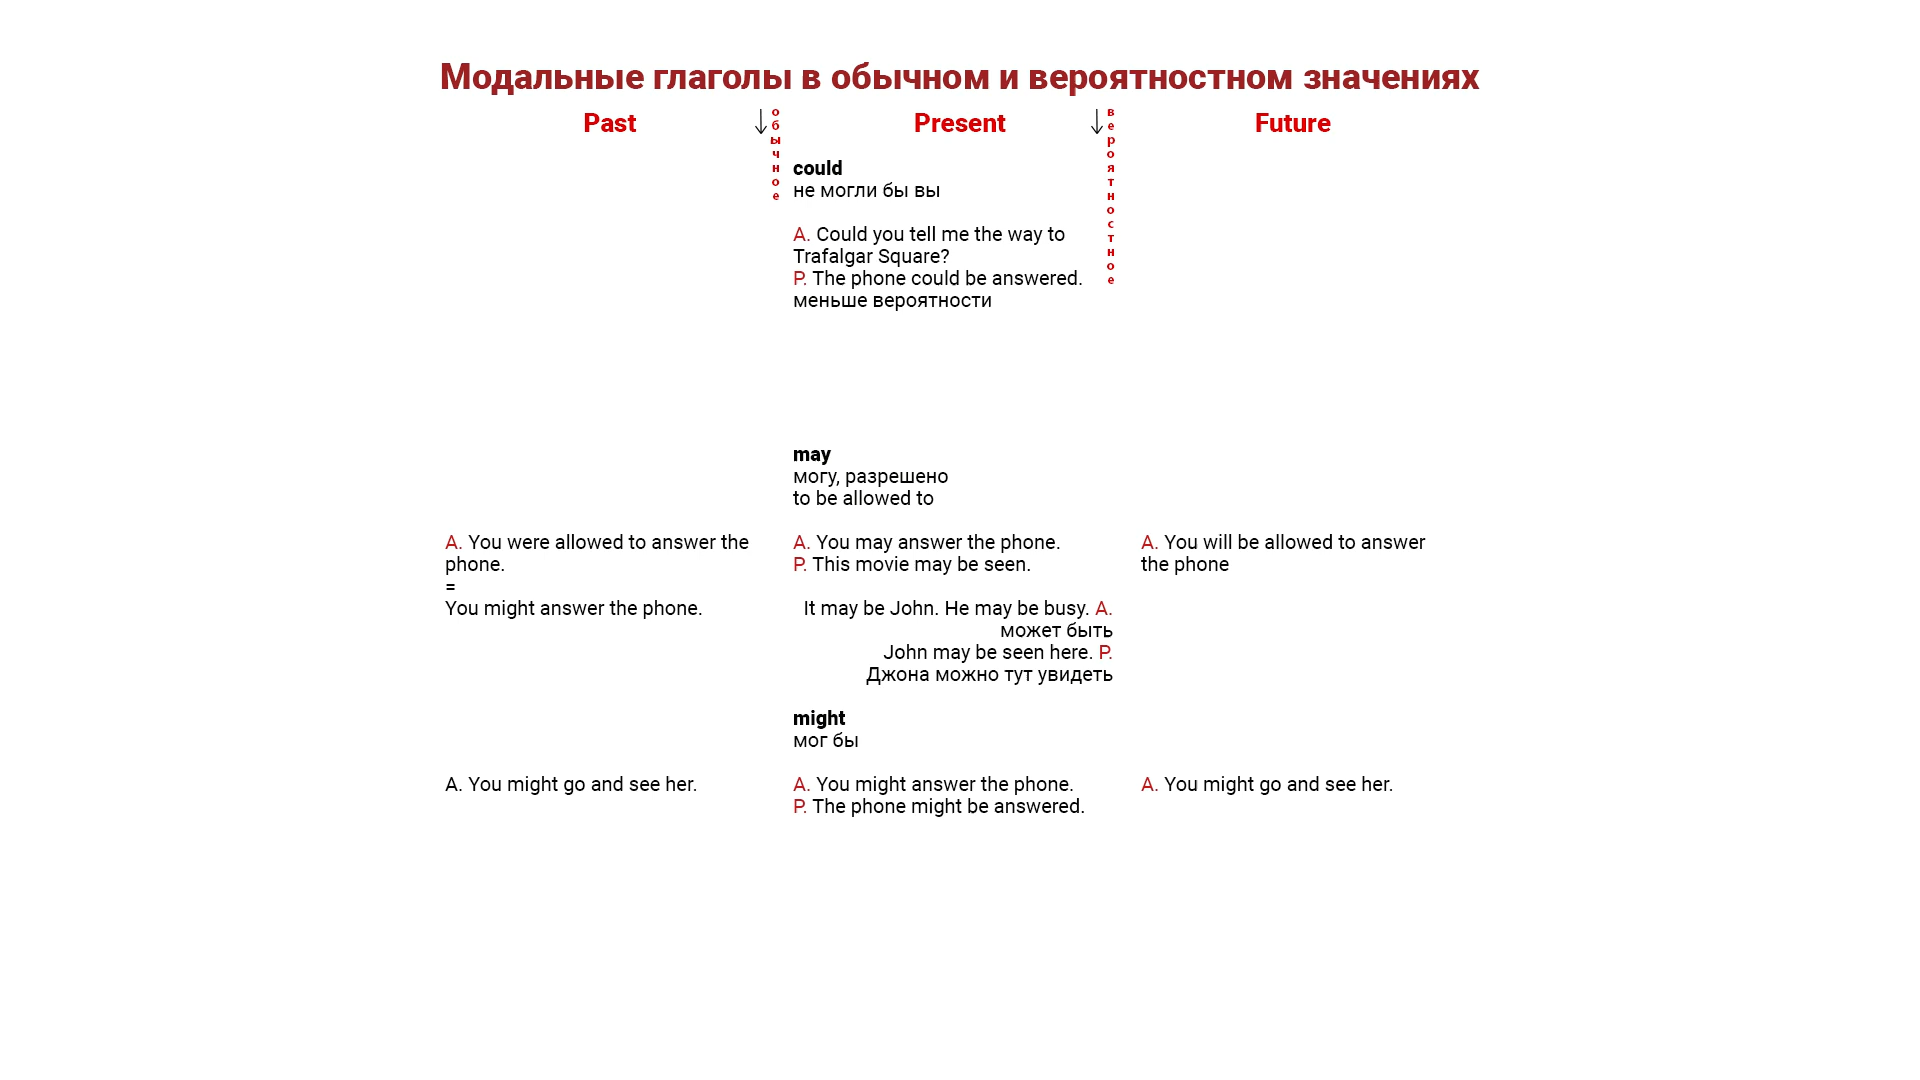 Модальные глаголы в обычном и вероятностном значениях
Past
обычное
Present
вероятностное
Future
could
не могли бы вы
A. Could you tell me the way to
Trafalgar Square?
P. The phone could be answered.
меньше вероятности
may
могу, разрешено
to be allowed to
A. You were allowed to answer the
phone.
=
You might answer the phone.
A. You may answer the phone.
P. This movie may be seen.
It may be John. He may be busy. A.
может быть
John may be seen here. P.
Джона можно тут увидеть
A. You will be allowed to answer
the phone
might
мог бы
A. You might go and see her.
A. You might answer the phone.
P. The phone might be answered.
A. You might go and see her.